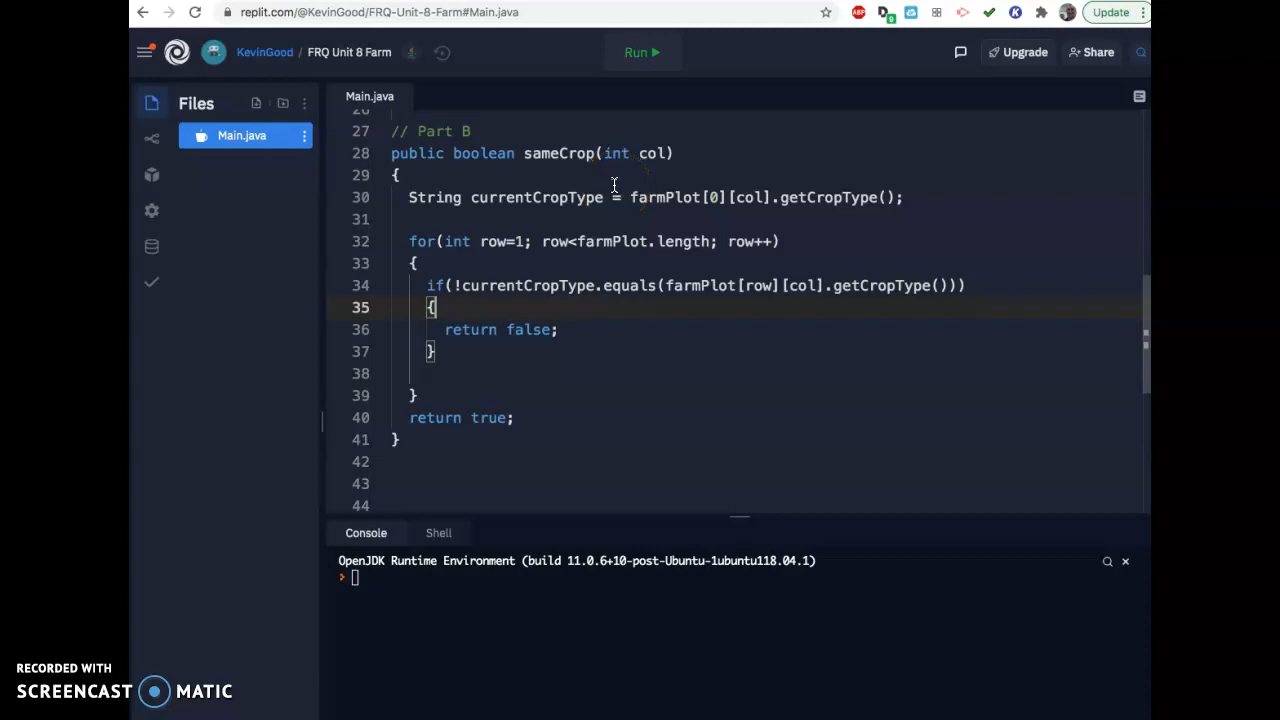 replit.com/@KevinGood/FRQ-Unit-8-Farm#Main.java
ABP
D
9
K
Update
KevinGood / FRQ Unit 8 Farm
Run
Upgrade
Share
Files
Main.java
Main.java
26
27 // Part B
28 public boolean sameCrop(int col)
29 {
30 String currentCropType = farmPlot[0][col].getCropType();
31
32 for(int row=1; row<farmPlot.length; row++)
33 {
34 if(!currentCropType.equals(farmPlot[row][col].getCropType()))
35 {
36 return false;
37 }
38
39 }
40 return true;
41 }
42
43
44
Console Shell
OpenJDK Runtime Environment (build 11.0.6+10-post-Ubuntu-1ubuntu118.04.1)
RECORDED WITH
SCREENCAST MATIC